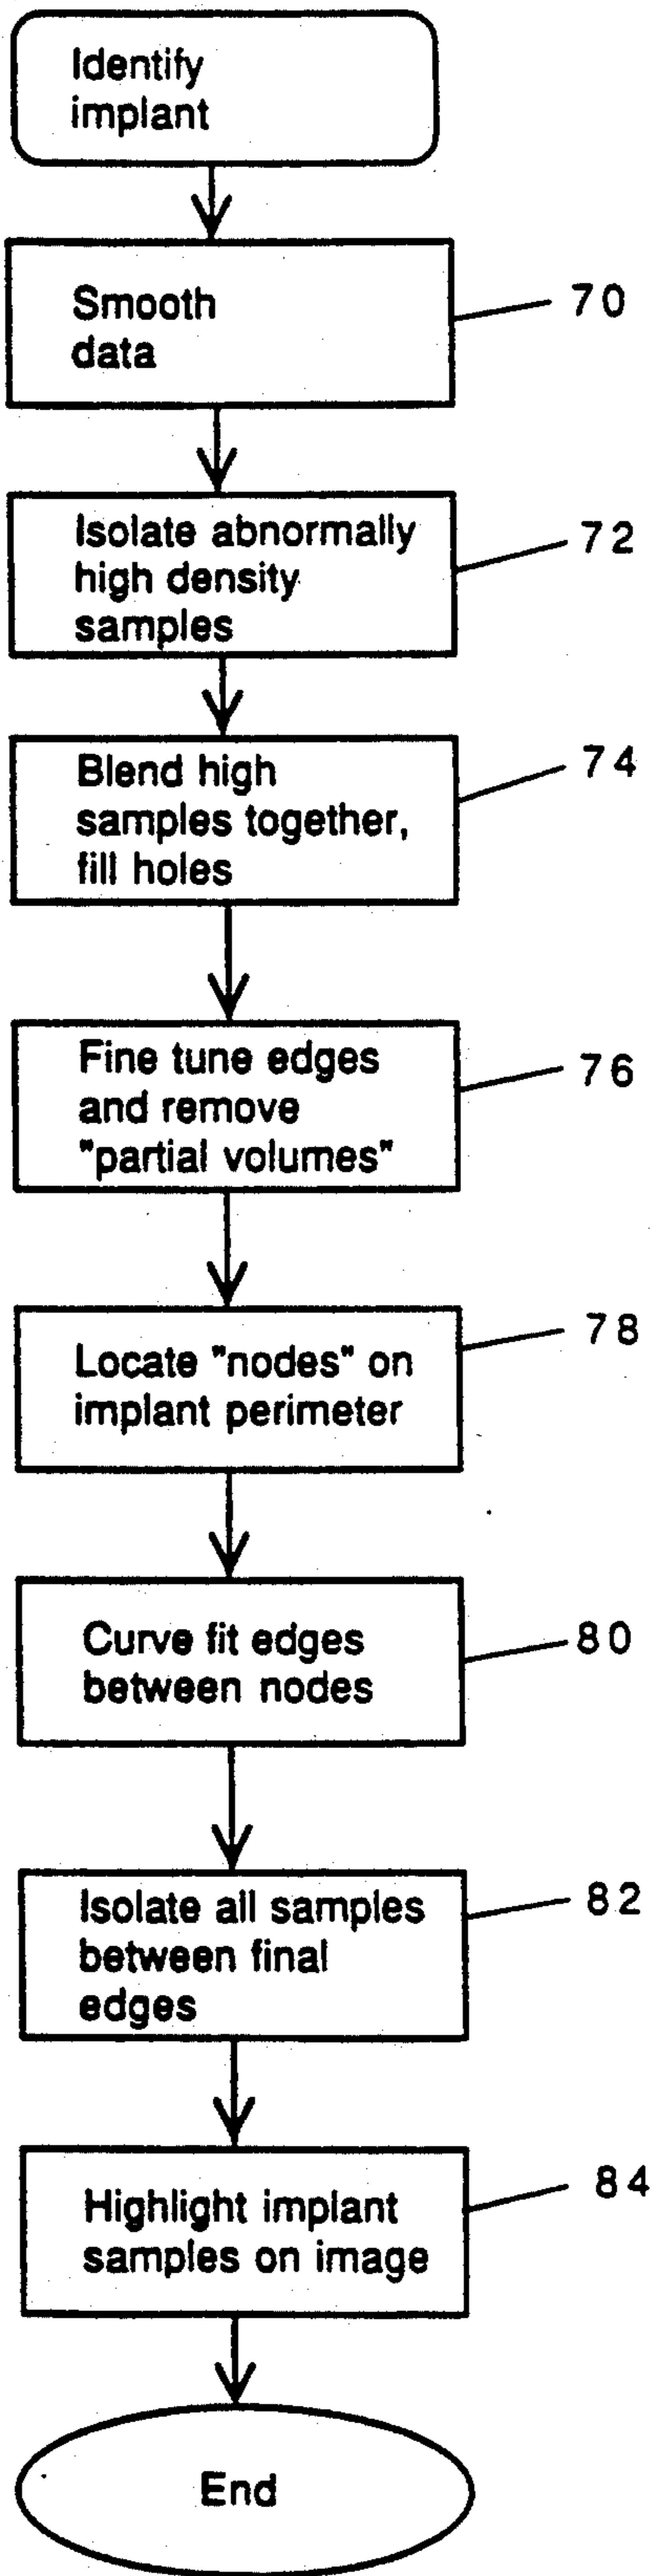 Identify
implant
Smooth
data
70
Isolate abnormally
high density
samples
72
Blend high
samples together,
fill holes
74
Fine tune edges
and remove
"partial volumes"
76
Locate "nodes" on
implant perimeter
78
Curve fit edges
between nodes
80
Isolate all samples
between final
edges
82
Highlight implant
samples on image
84
End